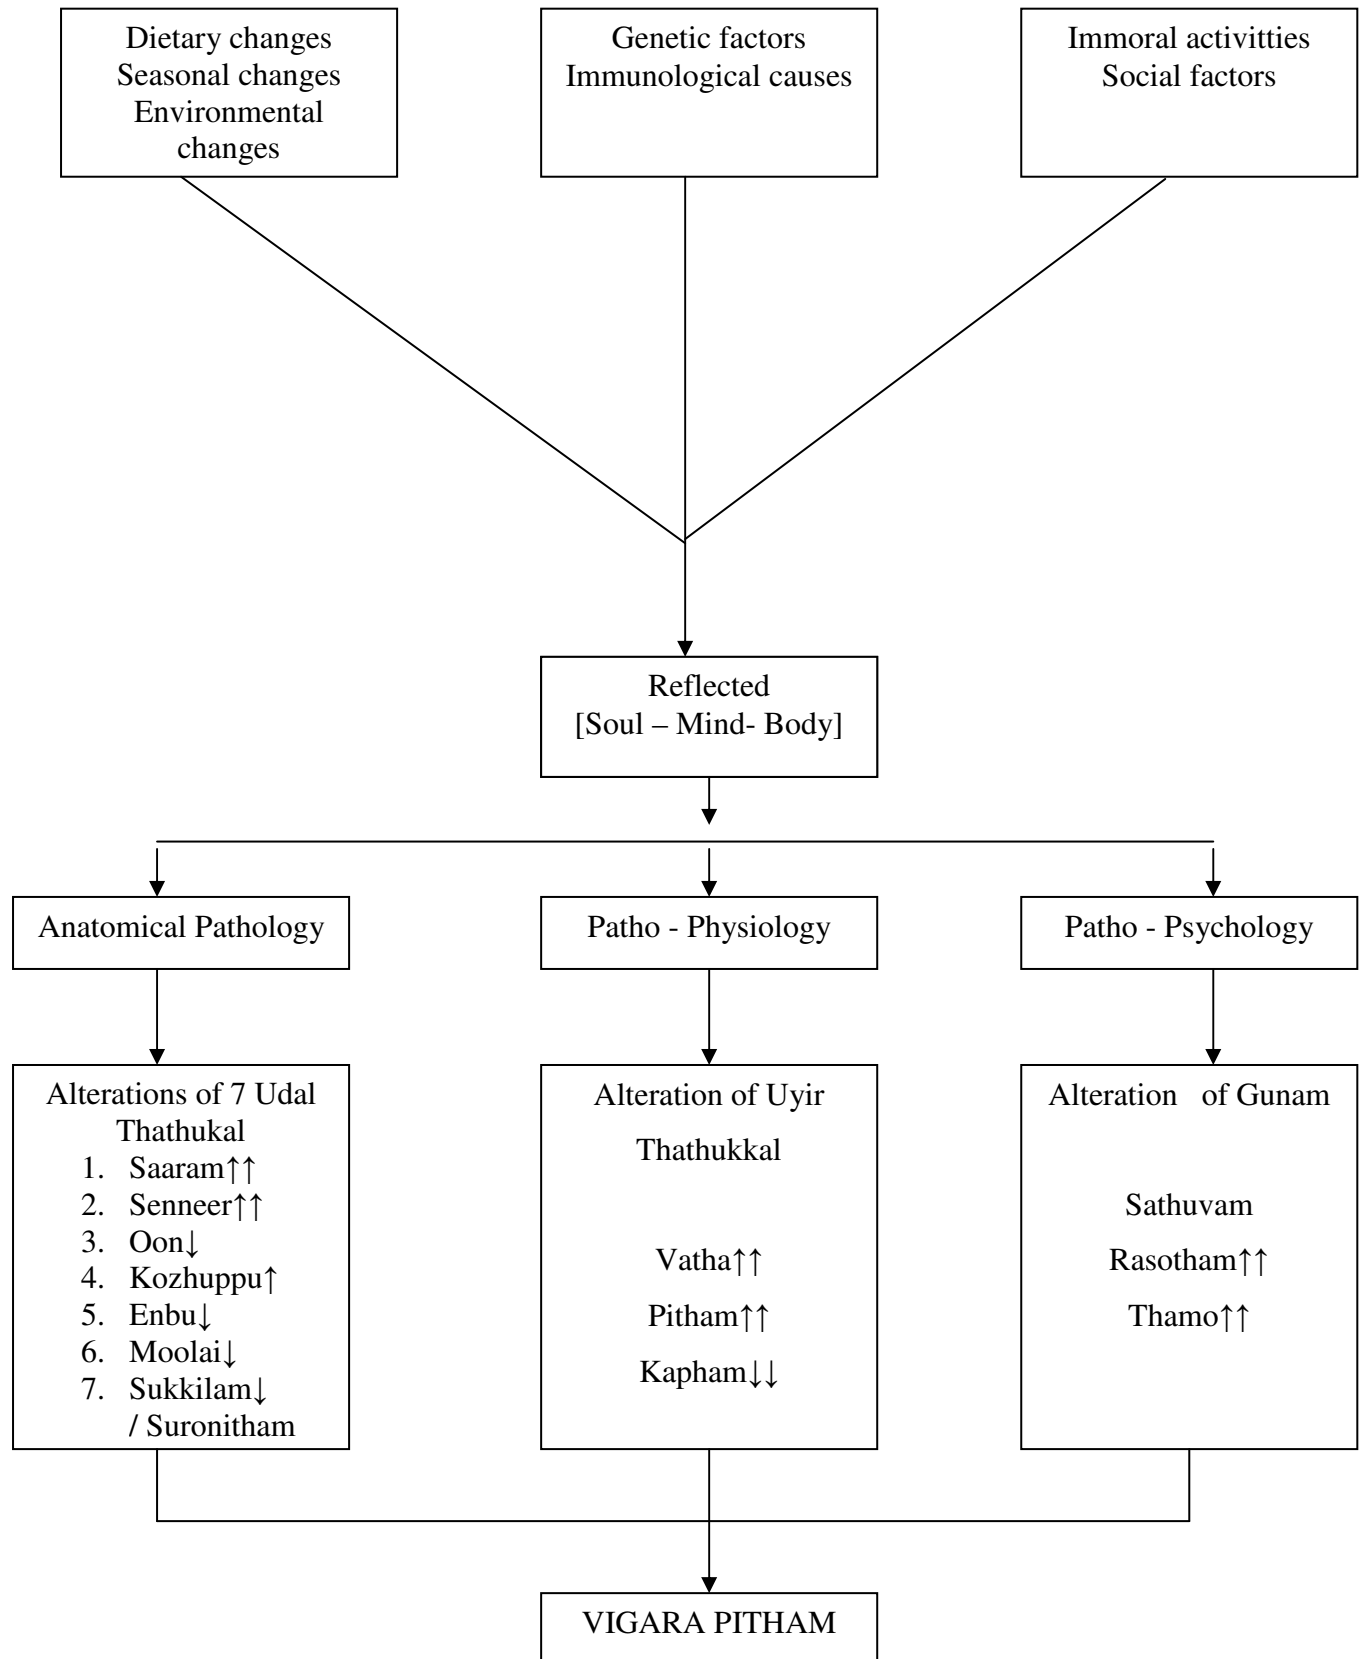 Dietary changes
Seasonal changes
Environmental
changes
Genetic factors
Immunological causes
Immoral activitties
Social factors
Reflected
[Soul – Mind- Body]
Anatomical Pathology
Patho - Physiology
Patho - Psychology
Alterations of 7 Udal
Thathukal
1. Saaram↑↑
2. Senneer↑↑
3. Oon↓
4. Kozhuppu↑
5. Enbu↓
6. Moolai↓
7. Sukkilam↓
/ Suronitham
Alteration of Uyir
Thathukkal
Vatha↑↑
Pitham↑↑
Kapham↓↓
Alteration of Gunam
Sathuvam
Rasotham↑↑
Thamo↑↑
VIGARA PITHAM